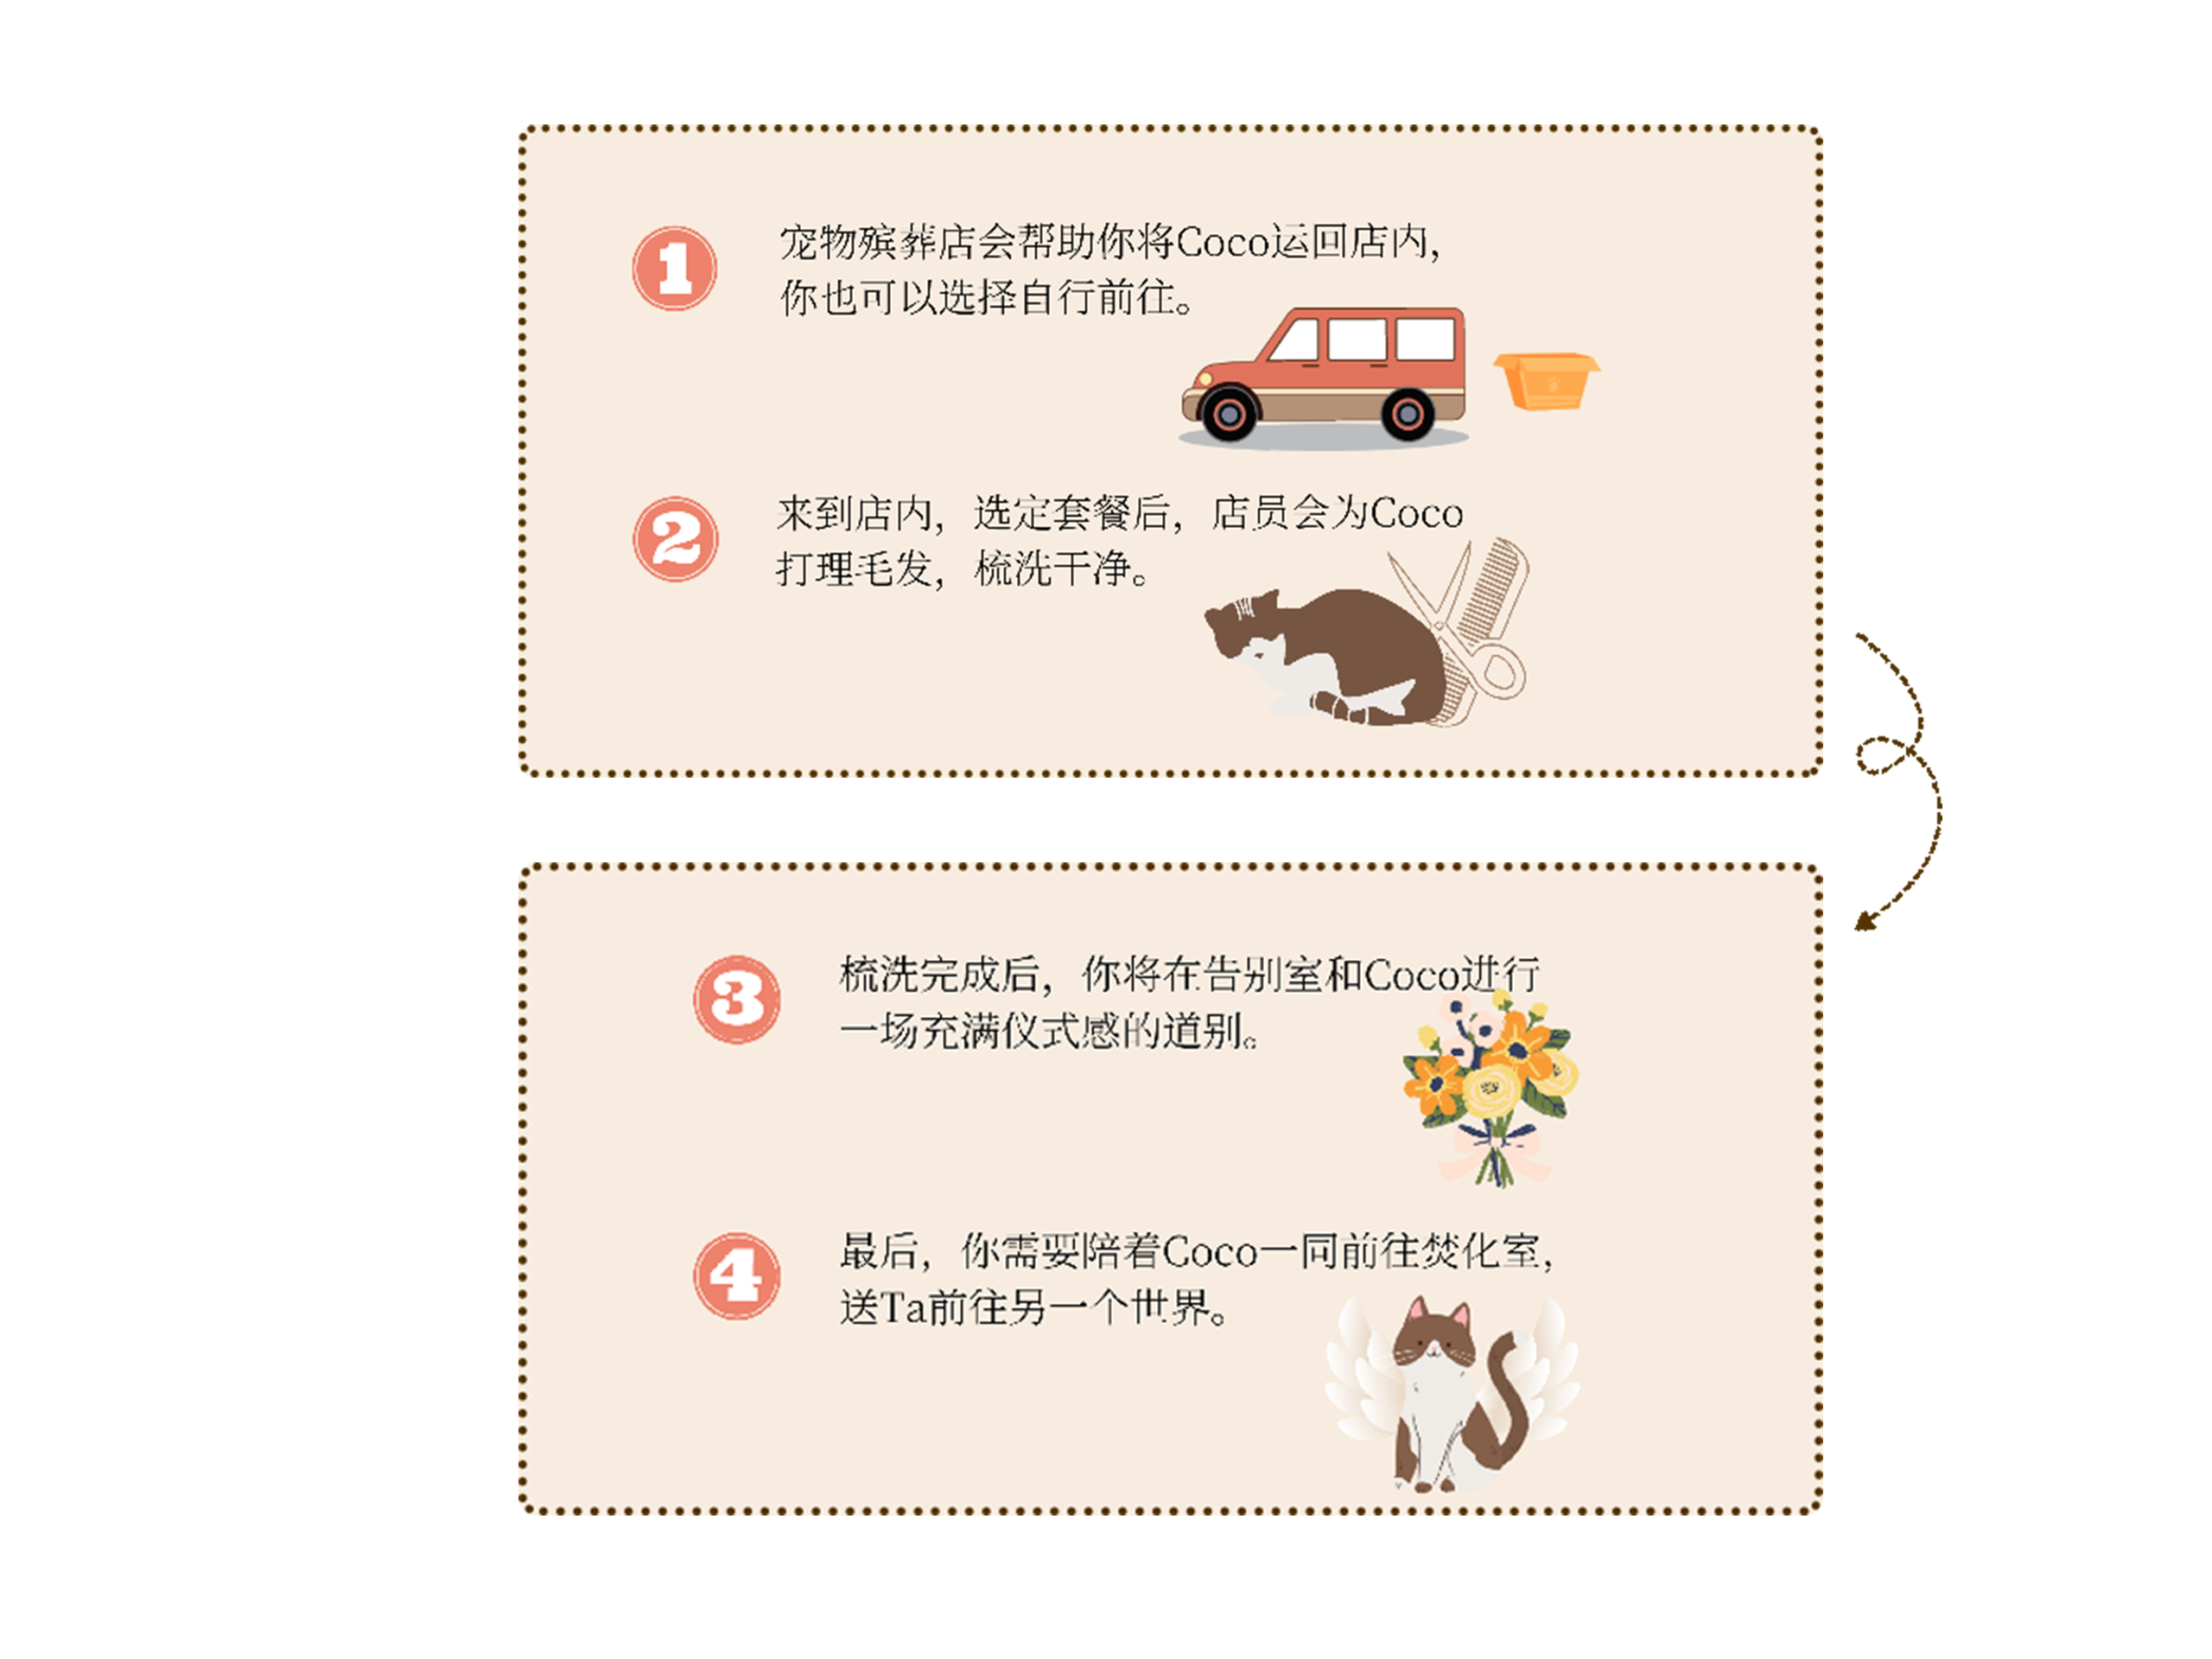 1
宠物殡葬店会帮助你将Coco运回店内,
你也可以选择自行前往。
2
来到店内，选定套餐后，店员会为Coco
打理毛发，梳洗干净。
3
梳洗完成后，你将在告别室和Coco进行
一场充满仪式感的道别。
4
最后，你需要陪着Coco一同前往焚化室，
送Ta前往另一个世界。